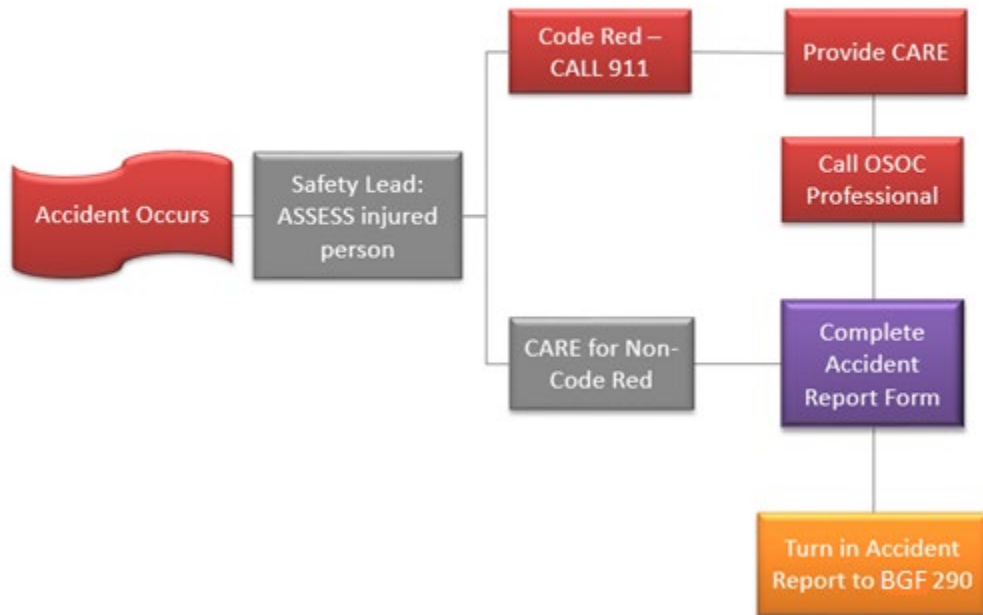 Accident Occurs
Safety Lead:
ASSESS injured
person
Code Red –
CALL 911
Provide CARE
Call OSOC
Professional
CARE for Non-
Code Red
Complete
Accident
Report Form
Turn in Accident
Report to BGF 290